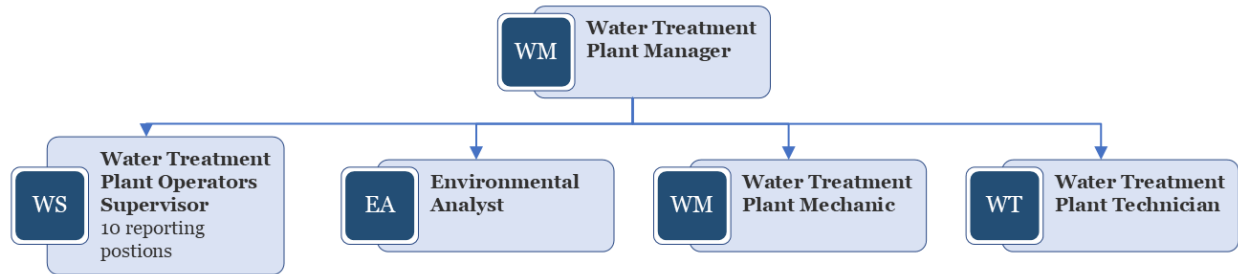 WM
Water Treatment
Plant Manager
WS
Water Treatment
Plant Operators
Supervisor
10 reporting
postions
EA
Environmental
Analyst
WM
Water Treatment
Plant Mechanic
WT
Water Treatment
Plant Technician